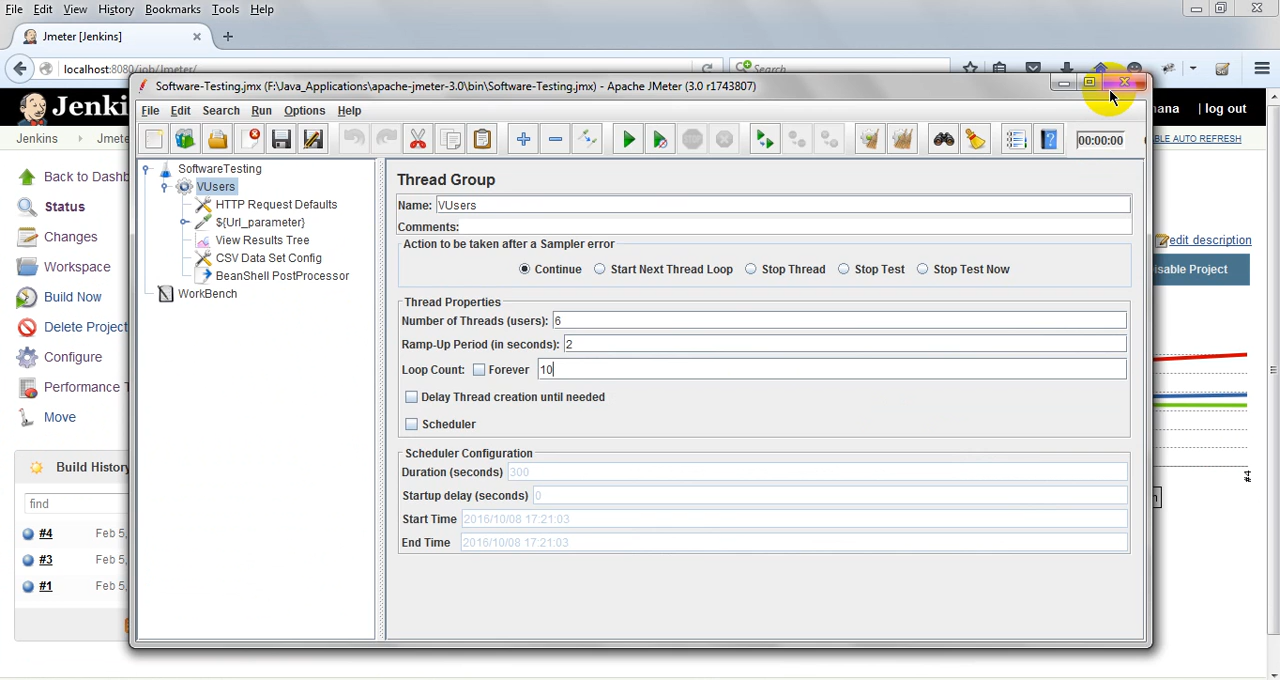 File Edit View History Bookmarks Tools Help
Jmeter [Jenkins]
localhost:8080/job/Jmeter/
Search
Jenki
hana | log out
Jenkins Jmete
BLE AUTO REFRESH
Software-Testing.jmx (F:\Java_Applications\apache-jmeter-3.0\bin\Software-Testing.jmx) - Apache JMeter (3.0 r1743807)
File Edit Search Run Options Help
00:00:00
Back to Dashb
Status
Changes
Workspace
Build Now
Delete Project
Configure
Performance T
Move
Build History
find
#4 Feb 5,
#3 Feb 5,
#1 Feb 5,
edit description
isable Project
#4
n
SoftwareTesting
VUsers
HTTP Request Defaults
${Url_parameter}
View Results Tree
CSV Data Set Config
BeanShell PostProcessor
WorkBench
Thread Group
Name: VUsers
Comments:
Action to be taken after a Sampler error
Continue Start Next Thread Loop Stop Thread Stop Test Stop Test Now
Thread Properties
Number of Threads (users): 6
Ramp-Up Period (in seconds): 2
Loop Count: Forever 10
Delay Thread creation until needed
Scheduler
Scheduler Configuration
Duration (seconds) 300
Startup delay (seconds) 0
Start Time 2016/10/08 17:21:03
End Time 2016/10/08 17:21:03